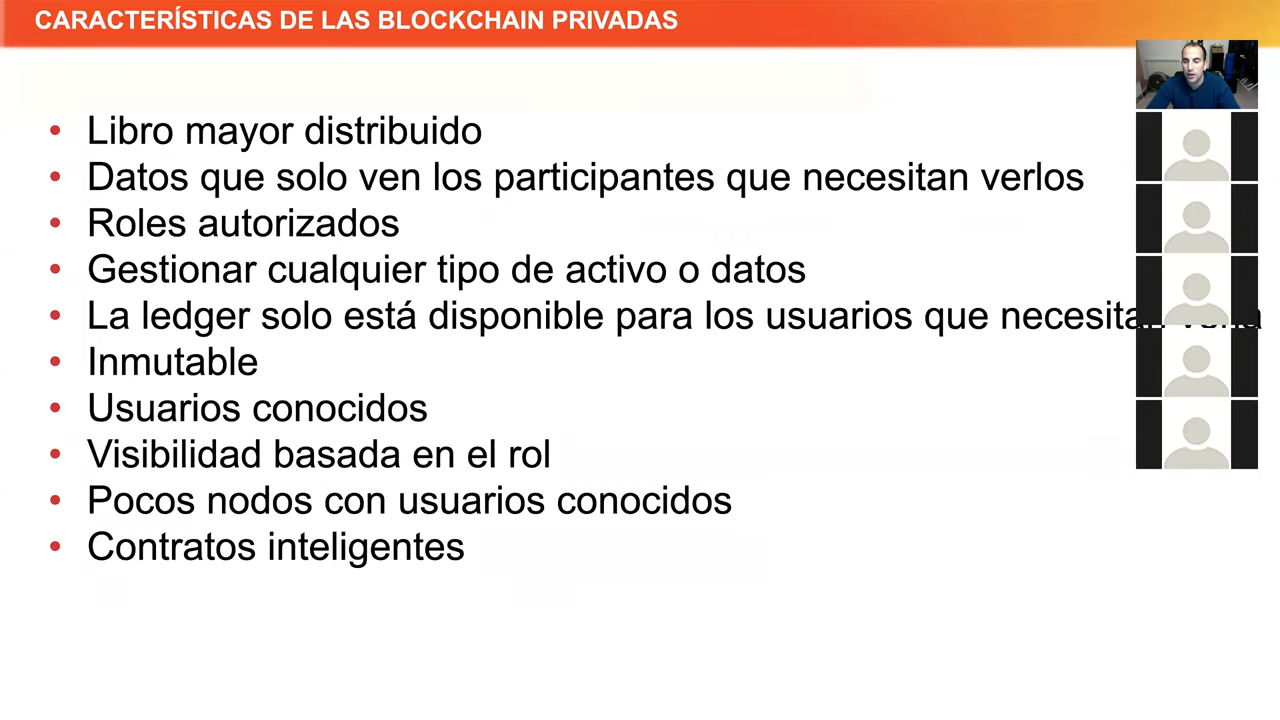 CARACTERÍSTICAS DE LAS BLOCKCHAIN PRIVADAS
• Libro mayor distribuido
• Datos que solo ven los participantes que necesitan verlos
• Roles autorizados
• Gestionar cualquier tipo de activo o datos
• La ledger solo está disponible para los usuarios que necesitan
• Inmutable
• Usuarios conocidos
• Visibilidad basada en el rol
• Pocos nodos con usuarios conocidos
• Contratos inteligentes